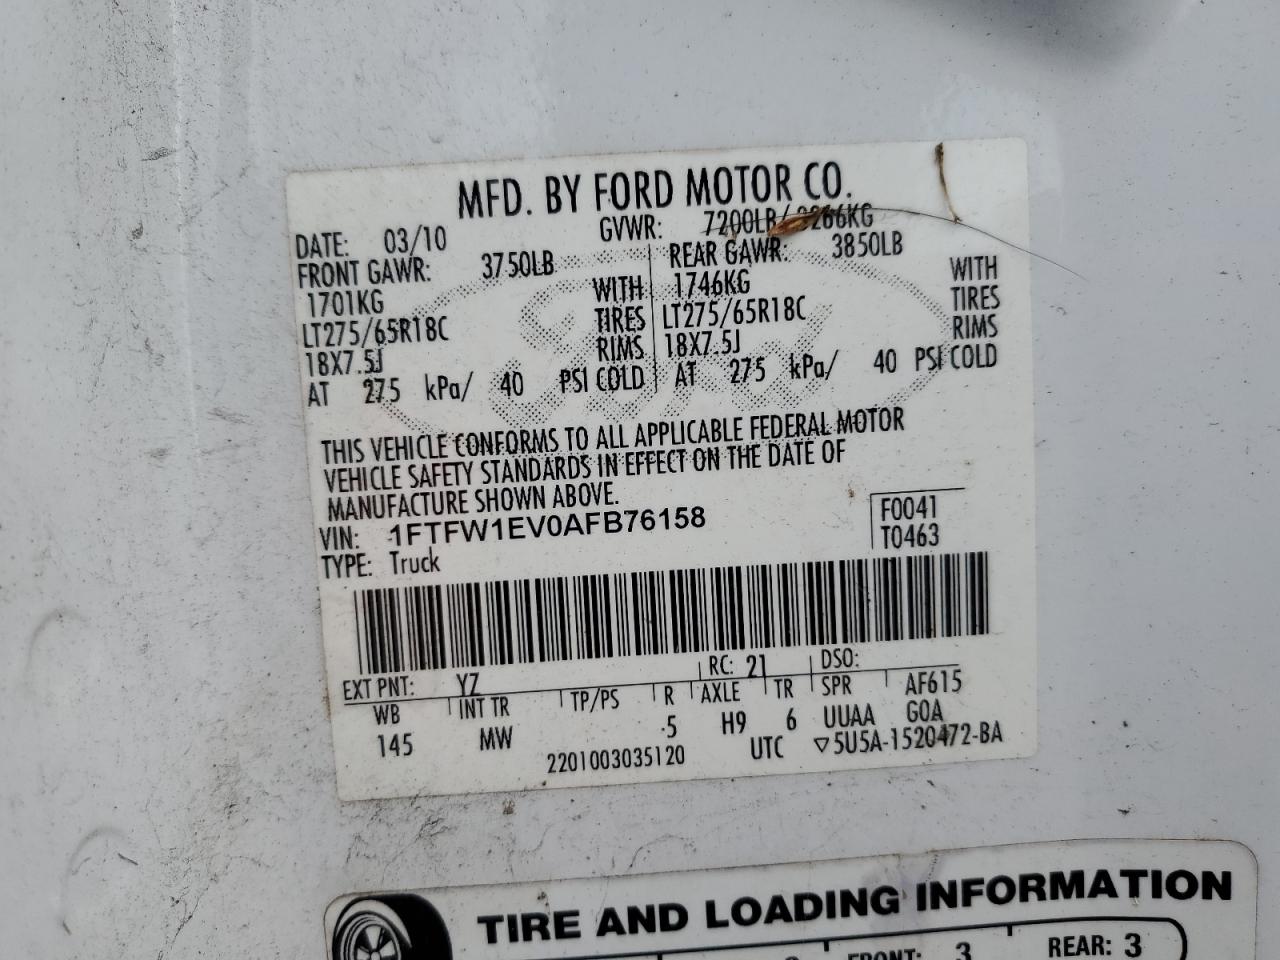 MFD. BY FORD MOTOR CO.
DATE: 03/10 GVWR: 7200LB/ 3266KG
FRONT GAWR: 3750LB REAR GAWR: 3850LB
1701KG WITH 1746KG WITH
LT275/65R18C TIRES LT275/65R18C TIRES
18X7.5J RIMS 18X7.5J RIMS
AT 275 kPa/ 40 PSI COLD AT 275 kPa/ 40 PSI COLD
THIS VEHICLE CONFORMS TO ALL APPLICABLE FEDERAL MOTOR
VEHICLE SAFETY STANDARDS IN EFFECT ON THE DATE OF
MANUFACTURE SHOWN ABOVE.
VIN: 1FTFW1EV0AFB76158 F0041
TYPE: Truck T0463
EXT PNT: YZ RC: 21 DSO:
WB INT TR TP/PS R AXLE TR SPR AF615
145 MW .5 H9 6 UUAA G0A
2201003035120 UTC ▽5U5A-1520472-BA
TIRE AND LOADING INFORMATION
FRONT: 3 REAR: 3